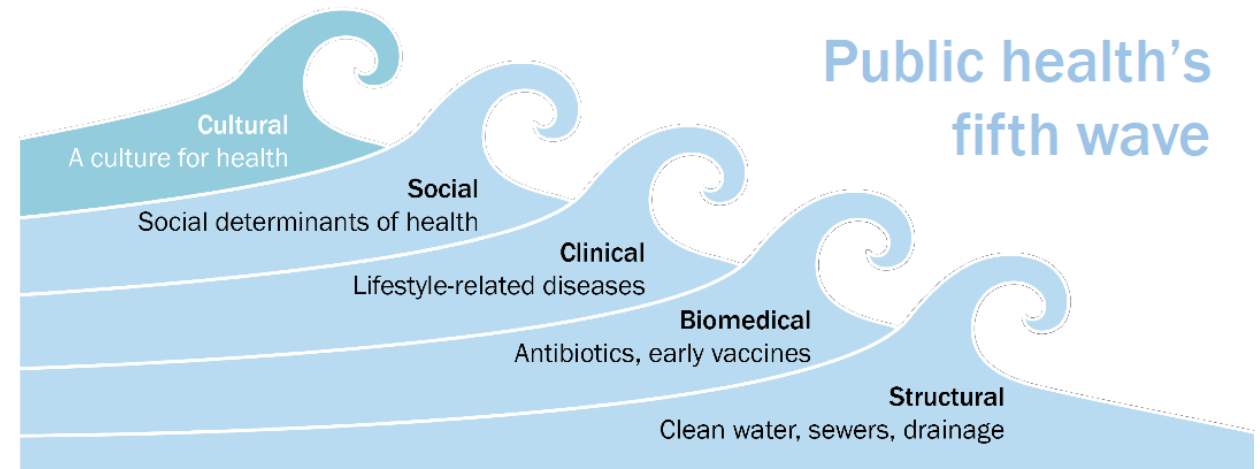 Public health's
fifth wave
Cultural
A culture for health
Social
Social determinants of health
Clinical
Lifestyle-related diseases
Biomedical
Antibiotics, early vaccines
Structural
Clean water, sewers, drainage